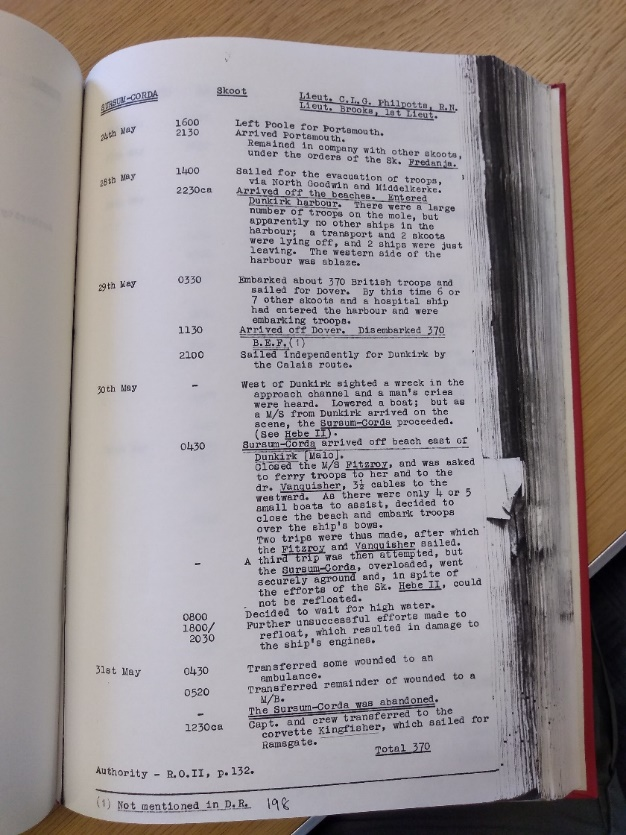 SURSUM-CORDA Skoot Lieut. C.L.G. Philpotts, R.N.
Lieut. Brooks, 1st Lieut.
26th May 1600 Left Poole for Portsmouth.
2130 Arrived Portsmouth.
Remained in company with other skoots,
under the orders of the Sk. Fredanja.
28th May 1400 Sailed for the evacuation of troops,
via North Goodwin and Middelkerke.
2230ca Arrived off the beaches. Entered
Dunkirk harbour. There were a large
number of troops on the mole, but
apparently no other ships in the
harbour; a transport and 2 skoots
were lying off, and 2 ships were just
leaving. The western side of the
harbour was ablaze.
29th May 0330 Embarked about 370 British troops and
sailed for Dover. By this time 6 or
7 other skoots and a hospital ship
had entered the harbour and were
embarking troops.
1130 Arrived off Dover. Disembarked 370
B.E.F.(1)
2100 Sailed independently for Dunkirk by
the Calais route.
30th May - West of Dunkirk sighted a wreck in the
approach channel and a man's cries
were heard. Lowered a boat; but as
a M/S from Dunkirk arrived on the
scene, the Sursum-Corda proceeded.
(See Hebe II).
0430 Sursum-Corda arrived off beach east of
Dunkirk [Malo].
Closed the M/S Fitzroy, and was asked
to ferry troops to her and to the
dr. Vanquisher, 3½ cables to the
westward. As there were only 4 or 5
small boats to assist, decided to
close the beach and embark troops
over the ship's bows.
Two trips were thus made, after which
the Fitzroy and Vanquisher sailed.
- A third trip was then attempted, but
the Sursum-Corda, overloaded, went
securely aground and, in spite of
the efforts of the Sk. Hebe II, could
not be refloated.
0800 Decided to wait for high water.
1800/ Further unsuccessful efforts made to
2030 refloat, which resulted in damage to
the ship's engines.
31st May 0430 Transferred some wounded to an
ambulance.
0520 Transferred remainder of wounded to a
M/B.
- The Sursum-Corda was abandoned.
1230ca Capt. and crew transferred to the
corvette Kingfisher, which sailed for
Ramsgate.
Total 370
Authority - R.O.II, p.132.
(1) Not mentioned in D.R. 198